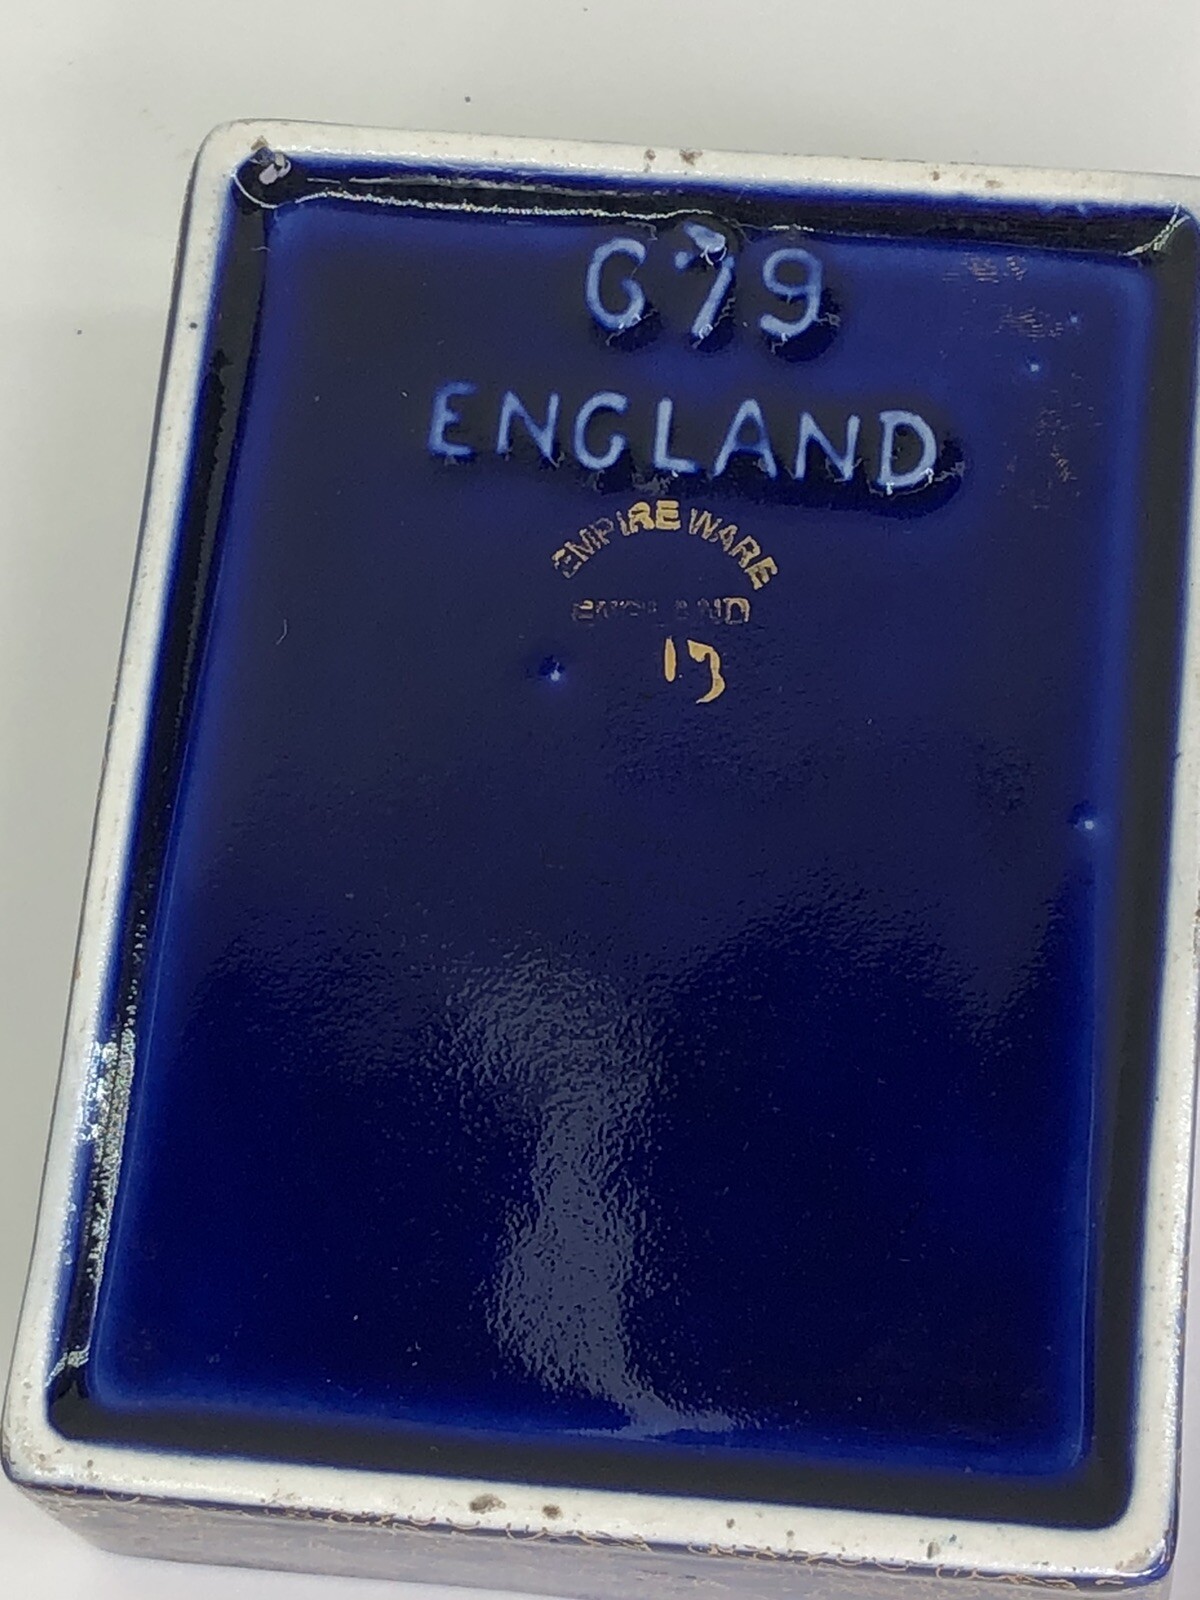 G79
ENGLAND
EMPIRE WARE
ENGLAND
13